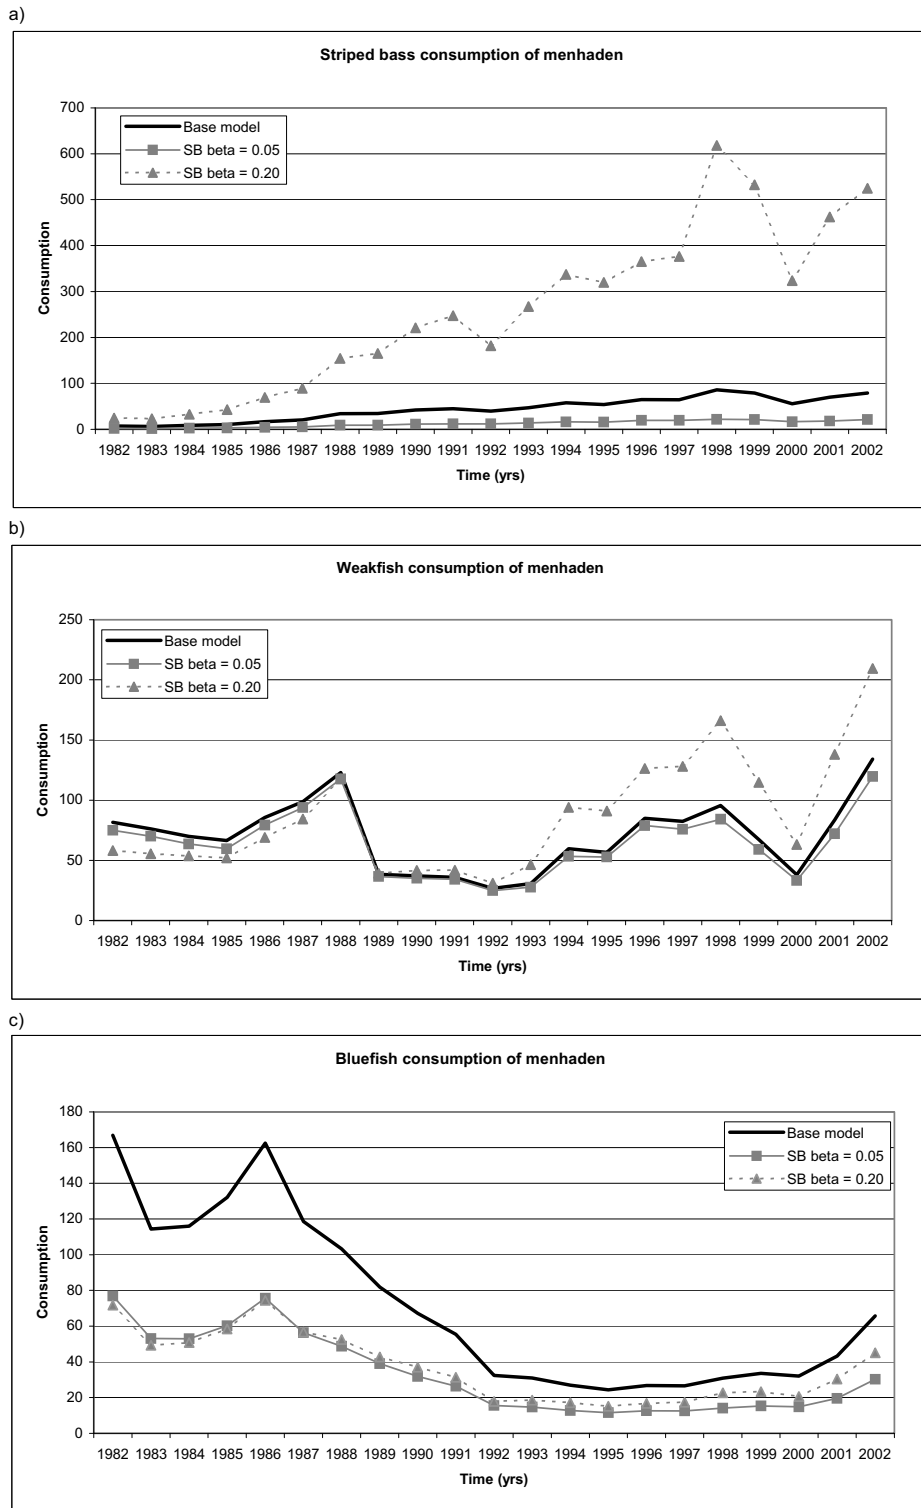 a)
Striped bass consumption of menhaden
700
600
500
400
300
200
100
0
Consumption
Base model
SB beta = 0.05
SB beta = 0.20
1982 1983 1984 1985 1986 1987 1988 1989 1990 1991 1992 1993 1994 1995 1996 1997 1998 1999 2000 2001 2002
Time (yrs)
b)
Weakfish consumption of menhaden
250
200
150
100
50
0
Consumption
Base model
SB beta = 0.05
SB beta = 0.20
1982 1983 1984 1985 1986 1987 1988 1989 1990 1991 1992 1993 1994 1995 1996 1997 1998 1999 2000 2001 2002
Time (yrs)
c)
Bluefish consumption of menhaden
180
160
140
120
100
80
60
40
20
0
Consumption
Base model
SB beta = 0.05
SB beta = 0.20
1982 1983 1984 1985 1986 1987 1988 1989 1990 1991 1992 1993 1994 1995 1996 1997 1998 1999 2000 2001 2002
Time (yrs)